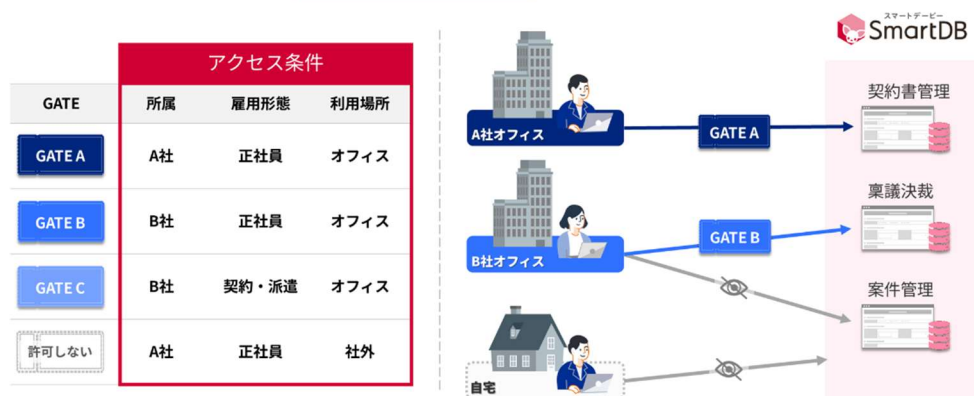 アクセス条件
GATE 所属 雇用形態 利用場所
GATE A A社 正社員 オフィス
GATE B B社 正社員 オフィス
GATE C B社 契約・派遣 オフィス
許可しない A社 正社員 社外
スマートデービー
SmartDB
契約書管理
A社オフィス
GATE A
稟議決裁
B社オフィス
GATE B
案件管理
自宅